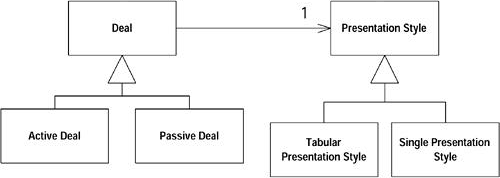 Deal
1
Presentation Style
Active Deal
Passive Deal
Tabular
Presentation Style
Single Presentation
Style